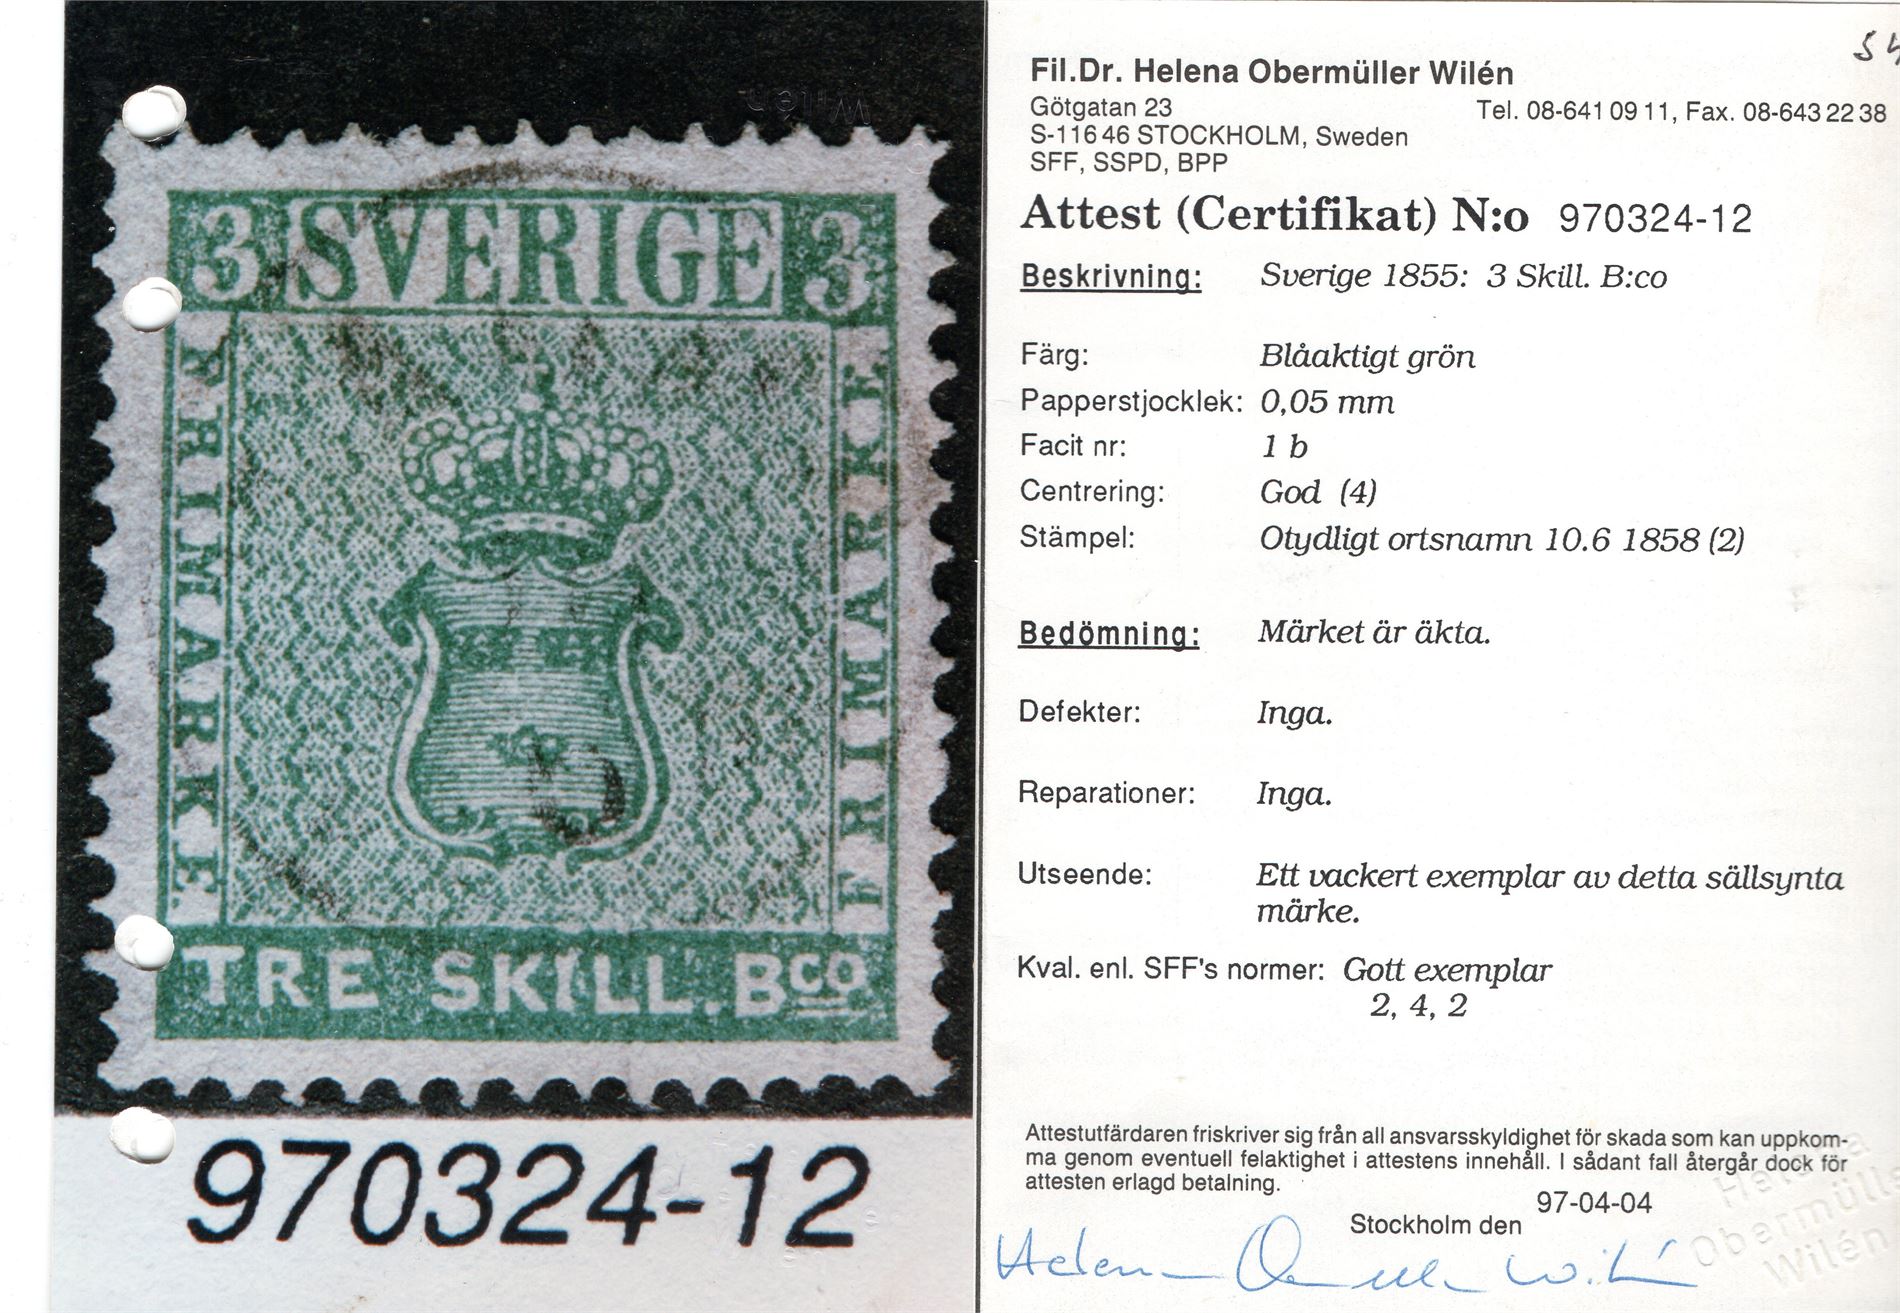 3 SVERIGE 3
FRIMARKE
FRIMARKE
TRE SKILL. Bco
970324-12
Wilén
54
Fil.Dr. Helena Obermüller Wilén
Götgatan 23
Tel. 08-641 09 11, Fax. 08-643 22 38
S-116 46 STOCKHOLM, Sweden
SFF, SSPD, BPP
Attest (Certifikat) N:o 970324-12
Beskrivning: Sverige 1855: 3 Skill. B:co
Färg: Blåaktigt grön
Papperstjocklek: 0,05 mm
Facit nr: 1 b
Centrering: God (4)
Stämpel: Otydligt ortsnamn 10.6 1858 (2)
Bedömning: Märket är äkta.
Defekter: Inga.
Reparationer: Inga.
Utseende: Ett vackert exemplar av detta sällsynta
märke.
Kval. enl. SFF's normer: Gott exemplar
2, 4, 2
Attestutfärdaren friskriver sig från all ansvarsskyldighet för skada som kan uppkom-
ma genom eventuell felaktighet i attestens innehåll. I sådant fall återgår dock för
attesten erlagd betalning.
97-04-04
Stockholm den
Helena Obermüller Wilén
Helena
Obermülle
Wilén